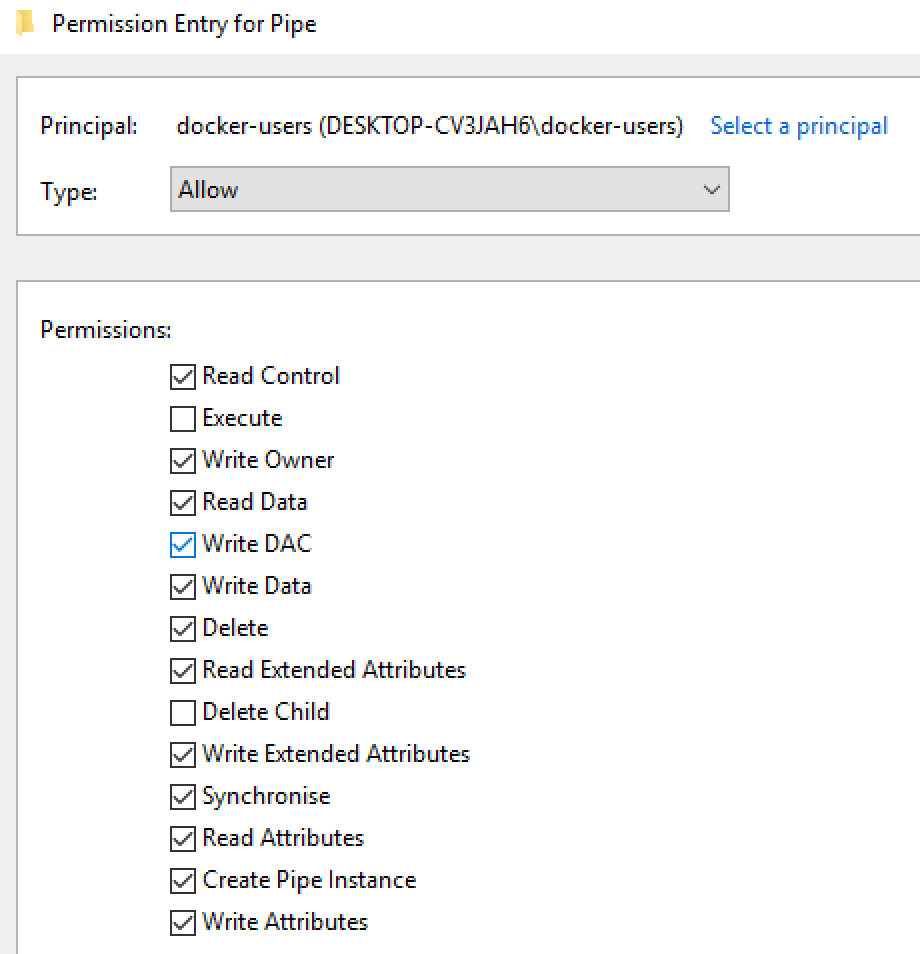 Permission Entry for Pipe
Principal: docker-users (DESKTOP-CV3JAH6\docker-users) Select a principal
Type: Allow
Permissions:
Read Control
Execute
Write Owner
Read Data
Write DAC
Write Data
Delete
Read Extended Attributes
Delete Child
Write Extended Attributes
Synchronise
Read Attributes
Create Pipe Instance
Write Attributes